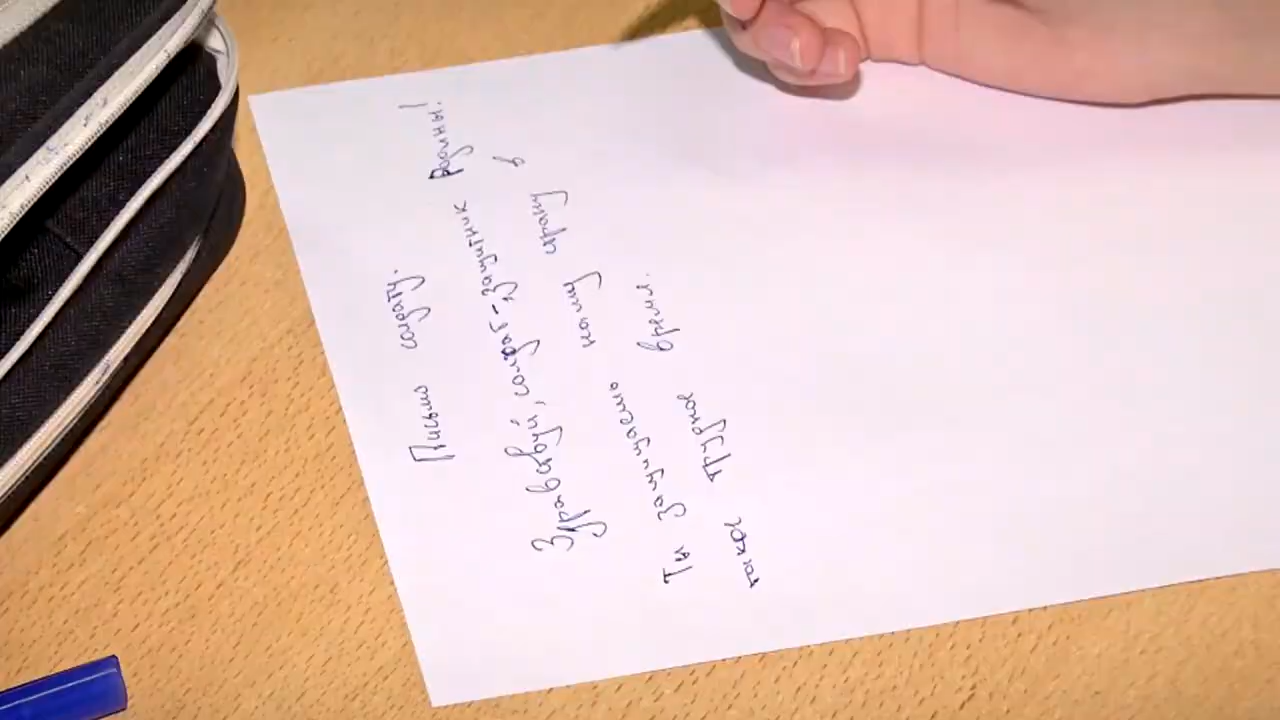 Письмо солдату.
Здравствуй, солдат-защитник Родины!
Ты защищаешь нашу страну в
такое трудное время.